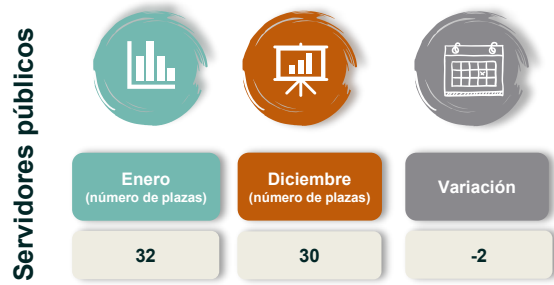 Servidores públicos
Enero
(número de plazas)
Diciembre
(número de plazas)
Variación
32
30
-2